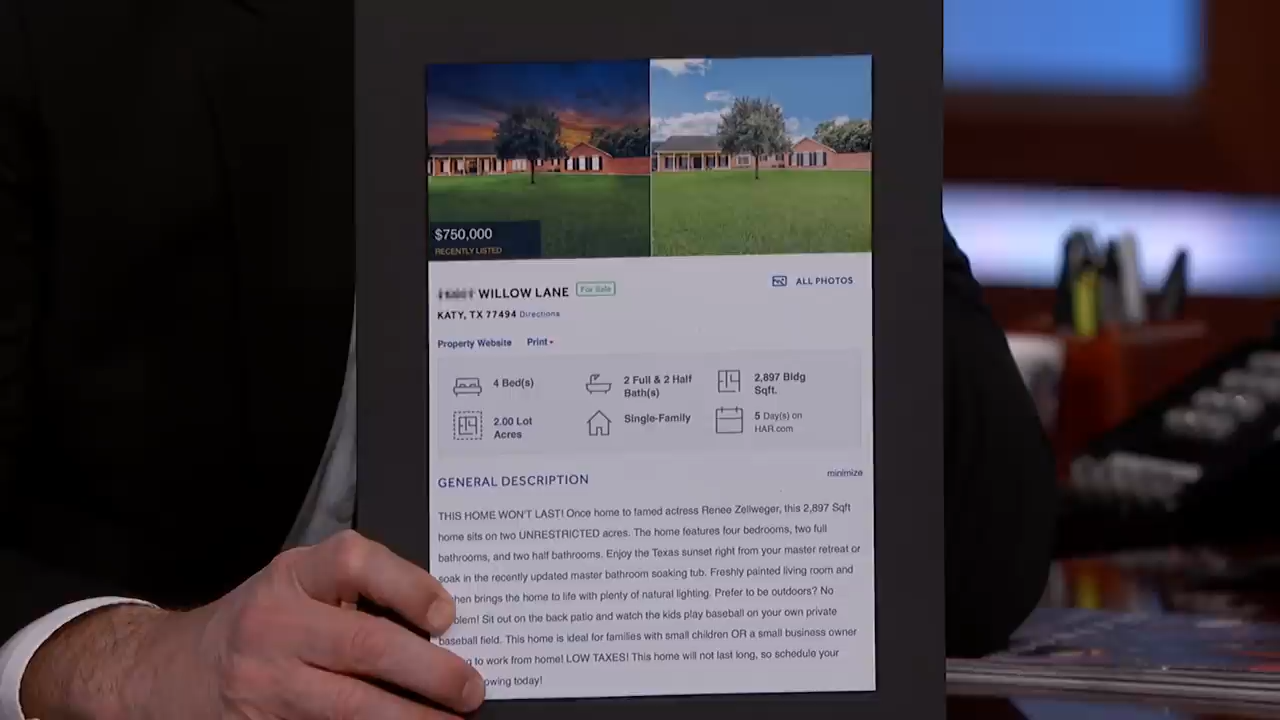 $750,000
RECENTLY LISTED
WILLOW LANE For Sale
ALL PHOTOS
KATY, TX 77494 Directions
Property Website Print
4 Bed(s)
2 Full & 2 Half
Bath(s)
2,897 Bldg
Sqft.
2.00 Lot
Acres
Single-Family
5 Day(s) on
HAR.com
GENERAL DESCRIPTION
minimize
THIS HOME WON'T LAST! Once home to famed actress Renee Zellweger, this 2,897 Sqft
home sits on two UNRESTRICTED acres. The home features four bedrooms, two full
bathrooms, and two half bathrooms. Enjoy the Texas sunset right from your master retreat or
soak in the recently updated master bathroom soaking tub. Freshly painted living room and
hen brings the home to life with plenty of natural lighting. Prefer to be outdoors? No
blem! Sit out on the back patio and watch the kids play baseball on your own private
baseball field. This home is ideal for families with small children OR a small business owner
to work from home! LOW TAXES! This home will not last long, so schedule your
owing today!